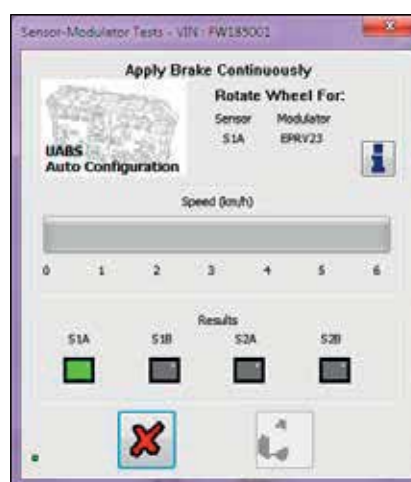 Sensor-Modulator Tests - VIN : FW185001
Apply Brake Continuously
Rotate Wheel For:
Sensor Modulator
S1A EPRV23
UABS
Auto Configuration
Speed (km/h)
0 1 2 3 4 5 6
Results
S1A S1B S2A S2B